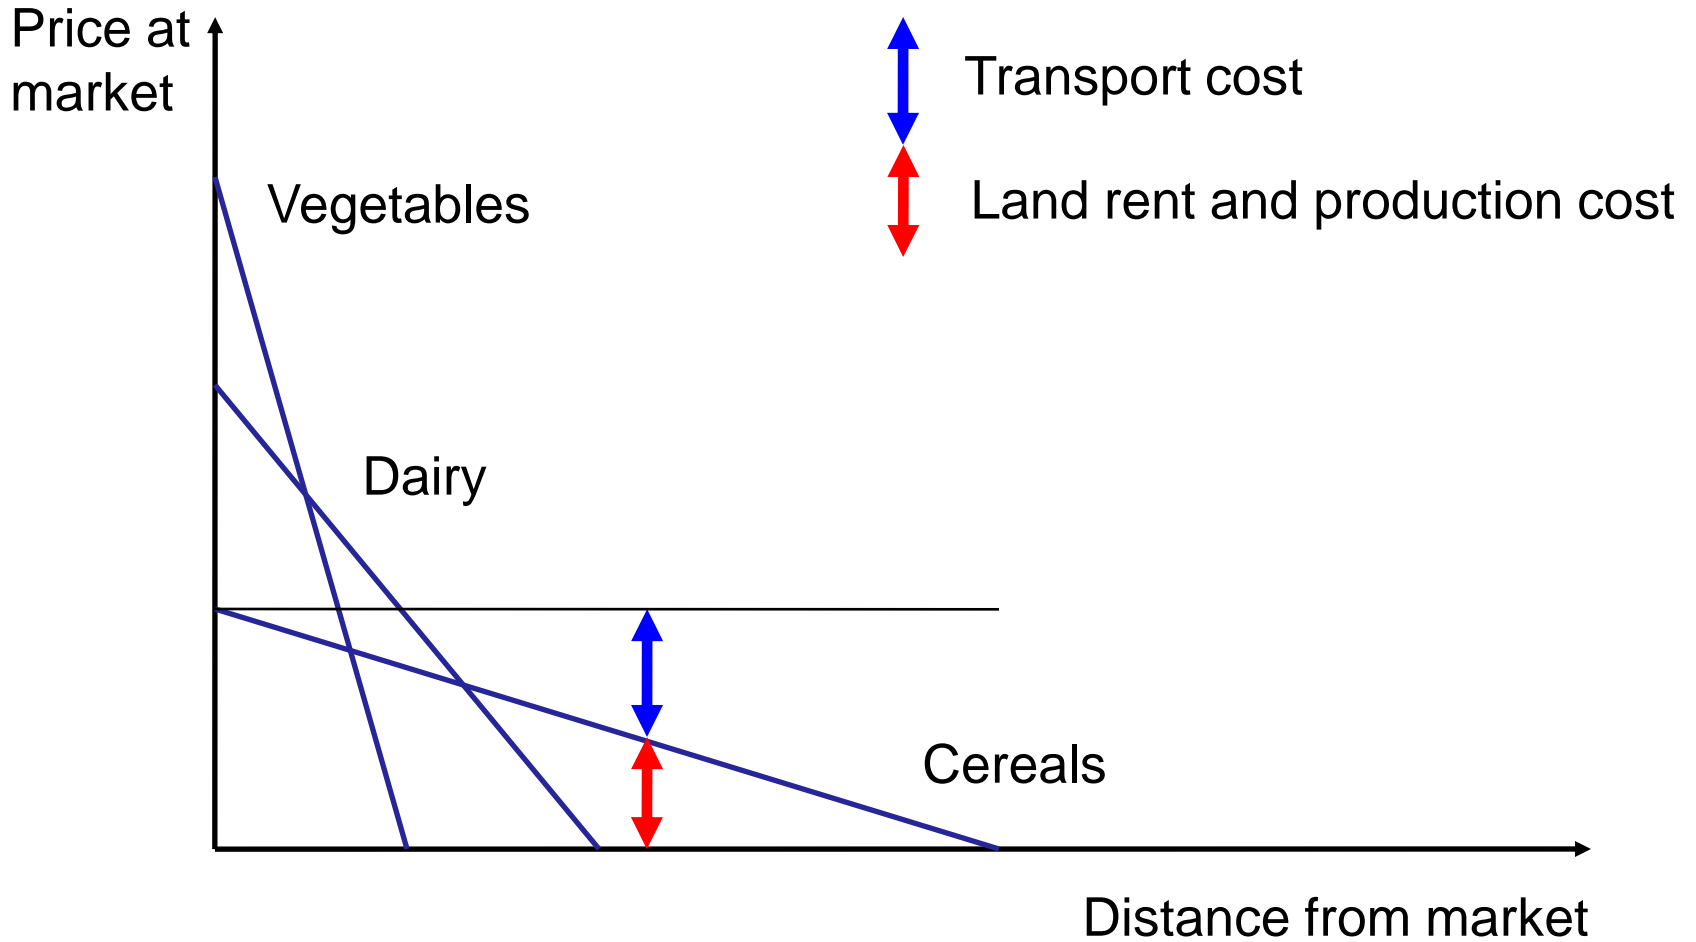 Price at
market
Transport cost
Land rent and production cost
Vegetables
Dairy
Cereals
Distance from market